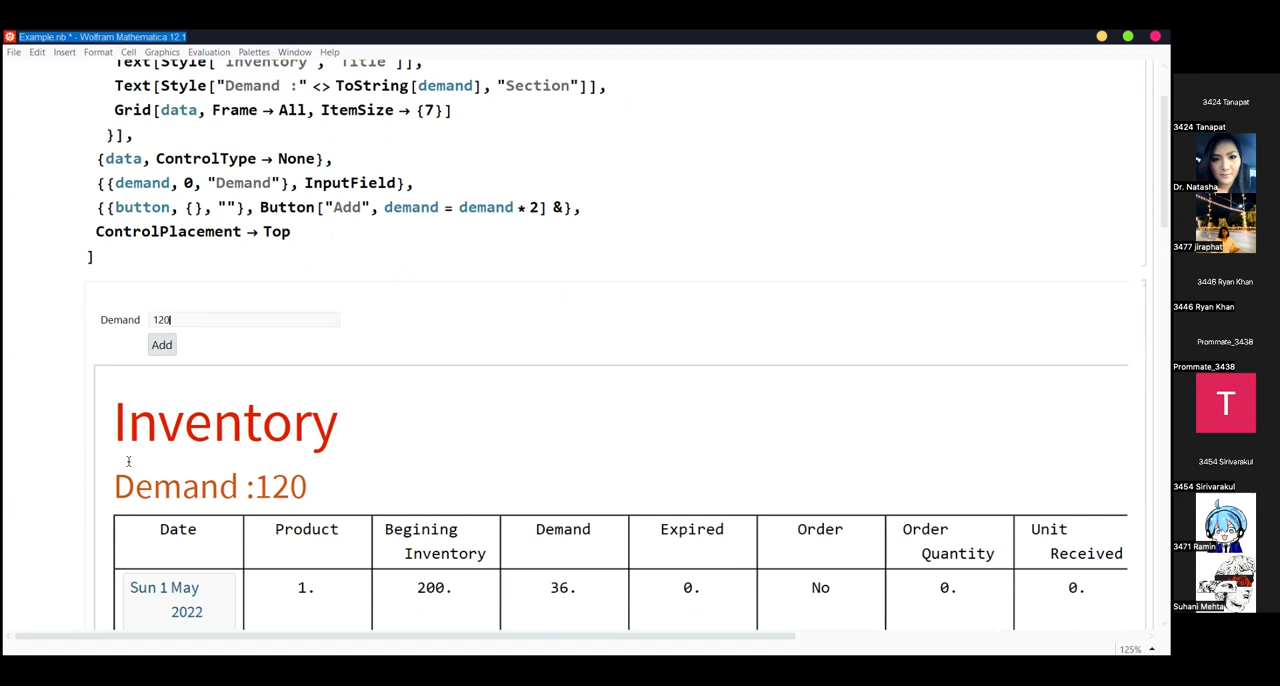 Example.nb * - Wolfram Mathematica 12.1
File Edit Insert Format Cell Graphics Evaluation Palettes Window Help
Text[Style["Inventory", "Title"]],
Text[Style["Demand :" <> ToString[demand], "Section"]],
Grid[data, Frame → All, ItemSize → {7}]
}],
{data, ControlType → None},
{{demand, 0, "Demand"}, InputField},
{{button, {}, ""}, Button["Add", demand = demand * 2] &},
ControlPlacement → Top
]
Demand 120
Add
Inventory
Demand :120
Date Product Begining Inventory Demand Expired Order Order Quantity Unit Received
Sun 1 May 2022 1. 200. 36. 0. No 0. 0.
125%
3424 Tanapat
3424 Tanapat
Dr. Natasha
3477 jiraphat
3446 Ryan Khan
3446 Ryan Khan
Prommate_3438
Prommate_3438
T
3454 Sirivarakul
3454 Sirivarakul
3471 Ramin
Suhani Mehta